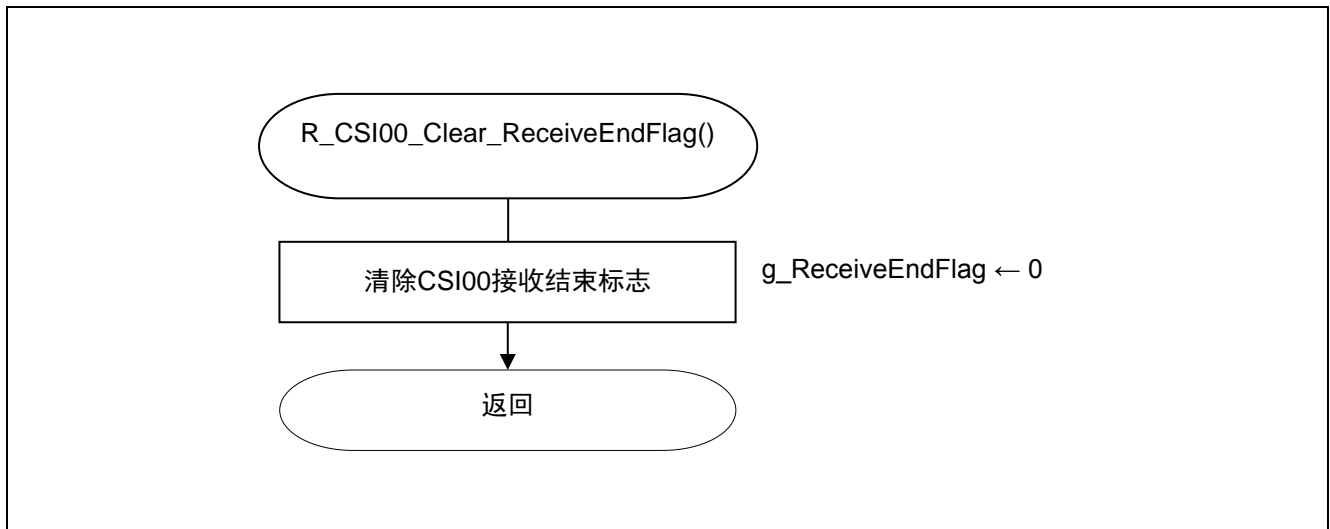 R_CSI00_Clear_ReceiveEndFlag()
清除CSI00接收结束标志
g_ReceiveEndFlag ← 0
返回